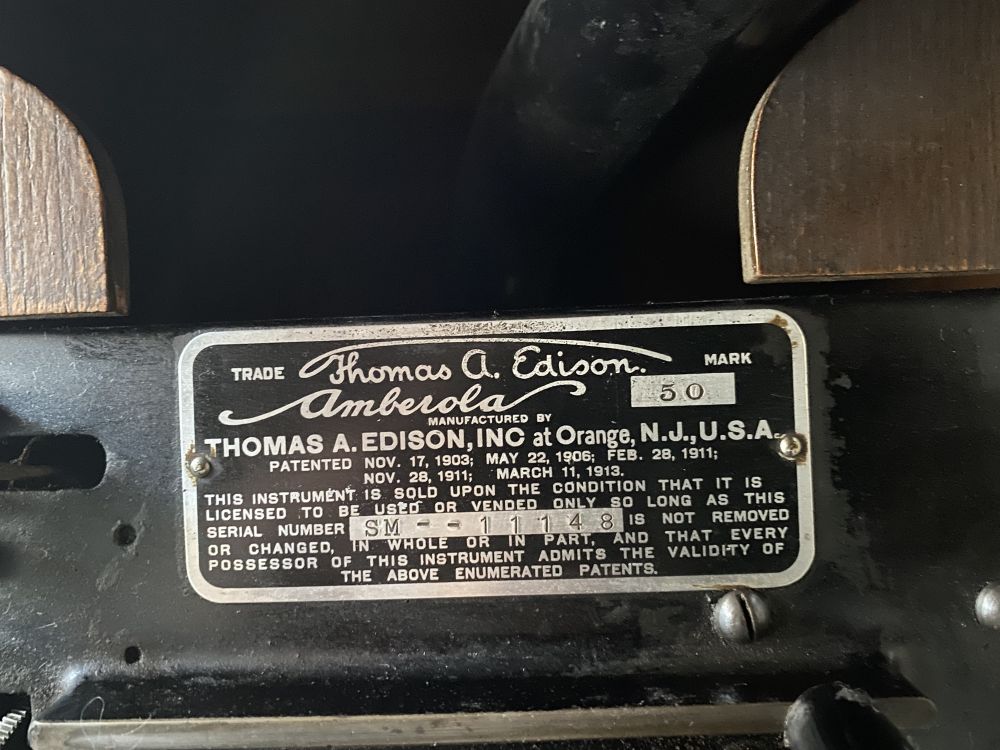 TRADE Thomas A. Edison. MARK
Amberola 50
MANUFACTURED BY
THOMAS A. EDISON, INC at Orange, N.J., U.S.A.
PATENTED NOV. 17, 1903; MAY 22, 1906; FEB. 28, 1911;
NOV. 28, 1911; MARCH 11, 1913.
THIS INSTRUMENT IS SOLD UPON THE CONDITION THAT IT IS
LICENSED TO BE USED OR VENDED ONLY SO LONG AS THIS
SERIAL NUMBER SM--11148 IS NOT REMOVED
OR CHANGED, IN WHOLE OR IN PART, AND THAT EVERY
POSSESSOR OF THIS INSTRUMENT ADMITS THE VALIDITY OF
THE ABOVE ENUMERATED PATENTS.